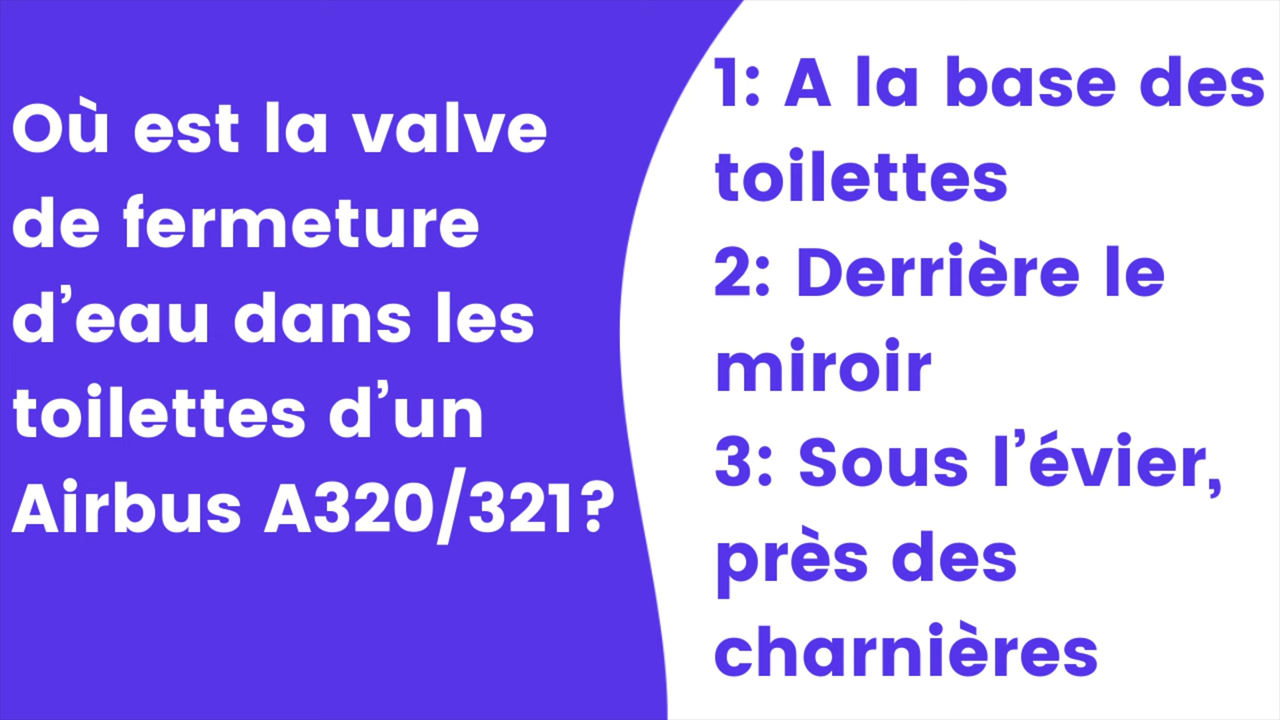 Où est la valve
de fermeture
d’eau dans les
toilettes d’un
Airbus A320/321?
1: A la base des
toilettes
2: Derrière le
miroir
3: Sous l’évier,
près des
charnières